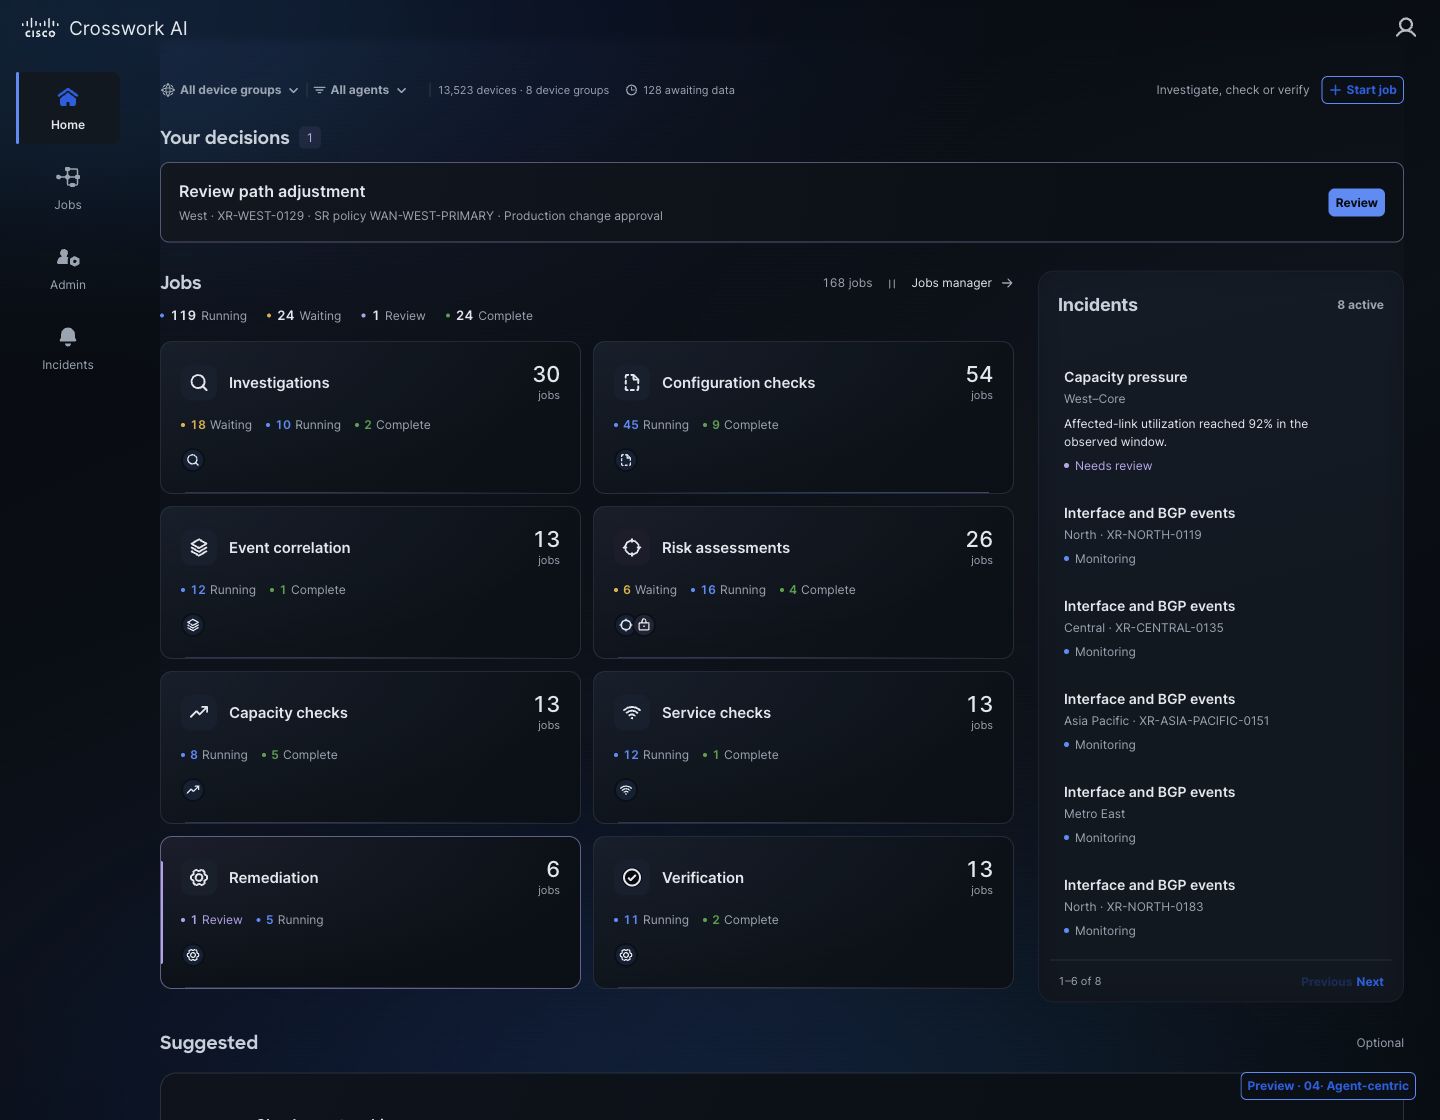 CISCO Crosswork AI
Home
Jobs
Admin
Incidents
All device groups All agents 13,523 devices · 8 device groups 128 awaiting data Investigate, check or verify + Start job
Your decisions 1
Review path adjustment
West · XR-WEST-0129 · SR policy WAN-WEST-PRIMARY · Production change approval
Review
Jobs 168 jobs Jobs manager →
• 119 Running • 24 Waiting • 1 Review • 24 Complete
Investigations 30
jobs
• 18 Waiting • 10 Running • 2 Complete
Configuration checks 54
jobs
• 45 Running • 9 Complete
Event correlation 13
jobs
• 12 Running • 1 Complete
Risk assessments 26
jobs
• 6 Waiting • 16 Running • 4 Complete
Capacity checks 13
jobs
• 8 Running • 5 Complete
Service checks 13
jobs
• 12 Running • 1 Complete
Remediation 6
jobs
• 1 Review • 5 Running
Verification 13
jobs
• 11 Running • 2 Complete
Incidents 8 active
Capacity pressure
West–Core
Affected-link utilization reached 92% in the
observed window.
• Needs review
Interface and BGP events
North · XR-NORTH-0119
• Monitoring
Interface and BGP events
Central · XR-CENTRAL-0135
• Monitoring
Interface and BGP events
Asia Pacific · XR-ASIA-PACIFIC-0151
• Monitoring
Interface and BGP events
Metro East
• Monitoring
Interface and BGP events
North · XR-NORTH-0183
• Monitoring
1–6 of 8 Previous Next
Suggested Optional
Preview · 04· Agent-centric